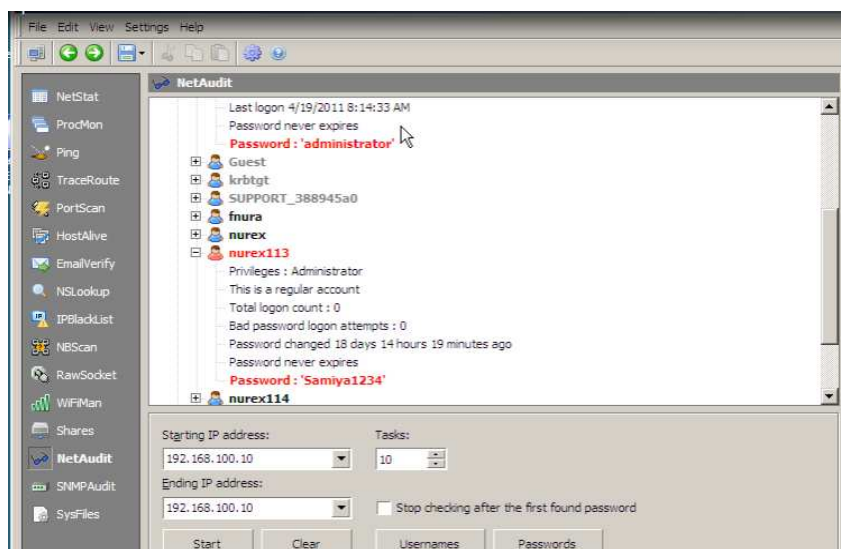 File Edit View Settings Help
NetStat
ProcMon
Ping
TraceRoute
PortScan
HostAlive
EmailVerify
NSLookup
IPBlackList
NBScan
RawSocket
WiFiMan
Shares
NetAudit
SNMPAudit
SysFiles
NetAudit
Last logon 4/19/2011 8:14:33 AM
Password never expires
Password : 'administrator'
Guest
krbtgt
SUPPORT_388945a0
fnura
nurex
nurex113
Privileges : Administrator
This is a regular account
Total logon count : 0
Bad password logon attempts : 0
Password changed 18 days 14 hours 19 minutes ago
Password never expires
Password : 'Samiya1234'
nurex114
Starting IP address:
Tasks:
192.168.100.10
10
Ending IP address:
192.168.100.10
Stop checking after the first found password
Start
Clear
Usernames
Passwords